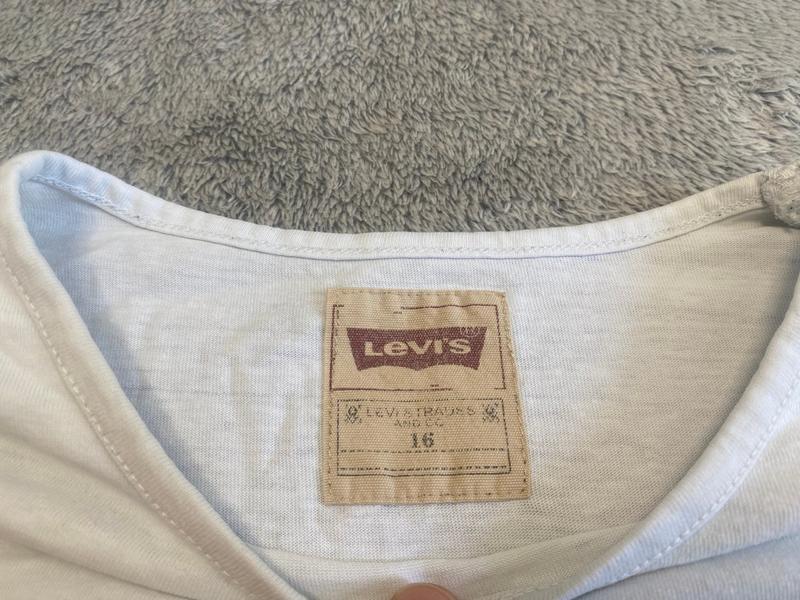 LEVI'S
LEVI STRAUSS
AND CO
16